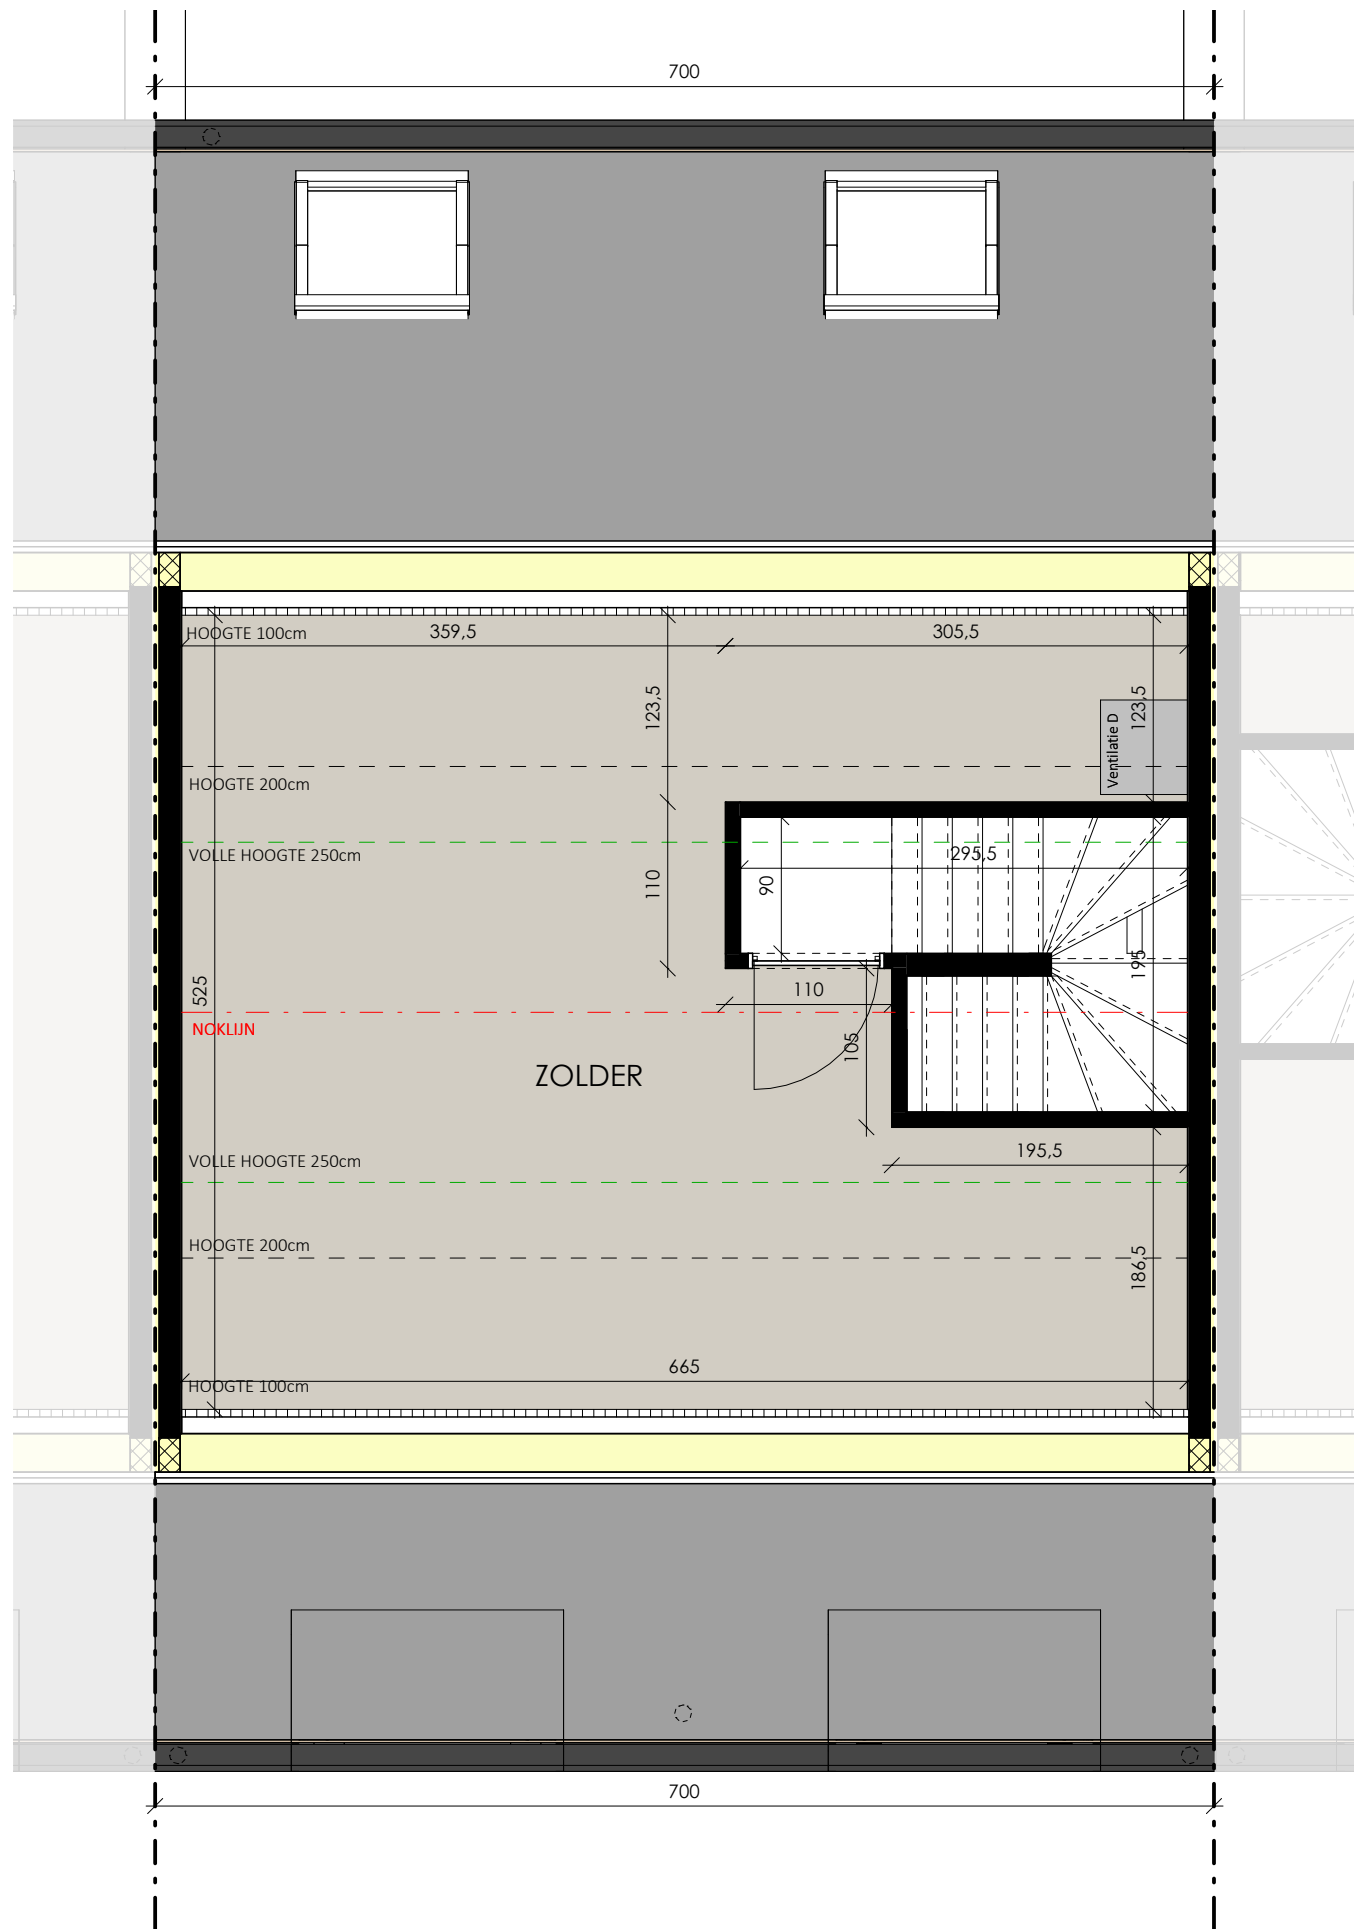 700
HOOGTE 100cm
359,5
305,5
123,5
123,5
Ventilatie D
HOOGTE 200cm
VOLLE HOOGTE 250cm
295,5
110
90
195
525
110
NOKLIJN
105
ZOLDER
195,5
VOLLE HOOGTE 250cm
HOOGTE 200cm
186,5
665
HOOGTE 100cm
700